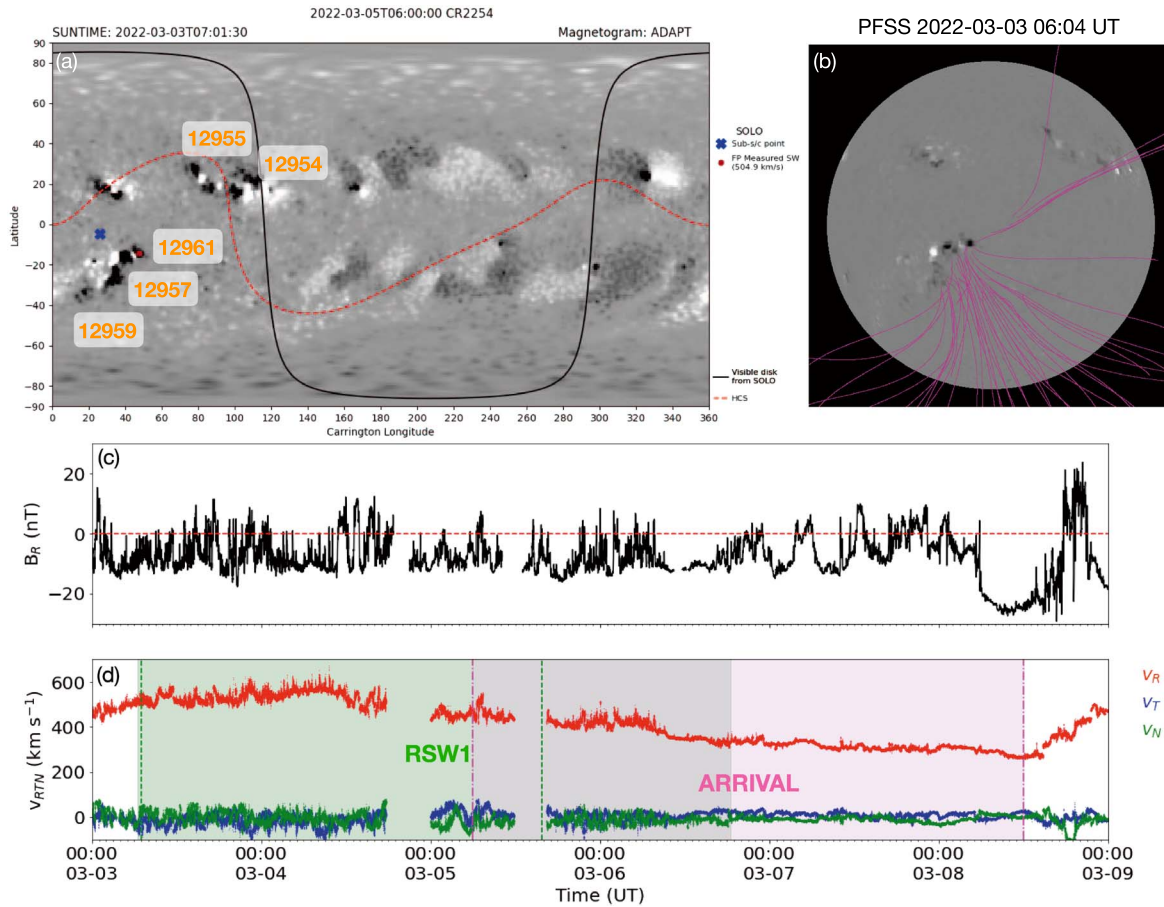 2022-03-05T06:00:00 CR2254
SUNTIME: 2022-03-03T07:01:30
Magnetogram: ADAPT
PFSS 2022-03-03 06:04 UT
(a)
(b)
90
80
60
40
20
0
−20
−40
−60
−80
−90
Latitude
12955
12954
12961
12957
12959
SOLO
Sub-s/c point
FP Measured SW
(504.9 km/s)
Visible disk
from SOLO
HCS
0 20 40 60 80 100 120 140 160 180 200 220 240 260 280 300 320 340 360
Carrington Longitude
(c)
20
0
−20
B_R (nT)
(d)
600
400
200
0
v_RTN (km s⁻¹)
RSW1
ARRIVAL
v_R
v_T
v_N
00:00 00:00 00:00 00:00 00:00 00:00 00:00
03-03 03-04 03-05 03-06 03-07 03-08 03-09
Time (UT)